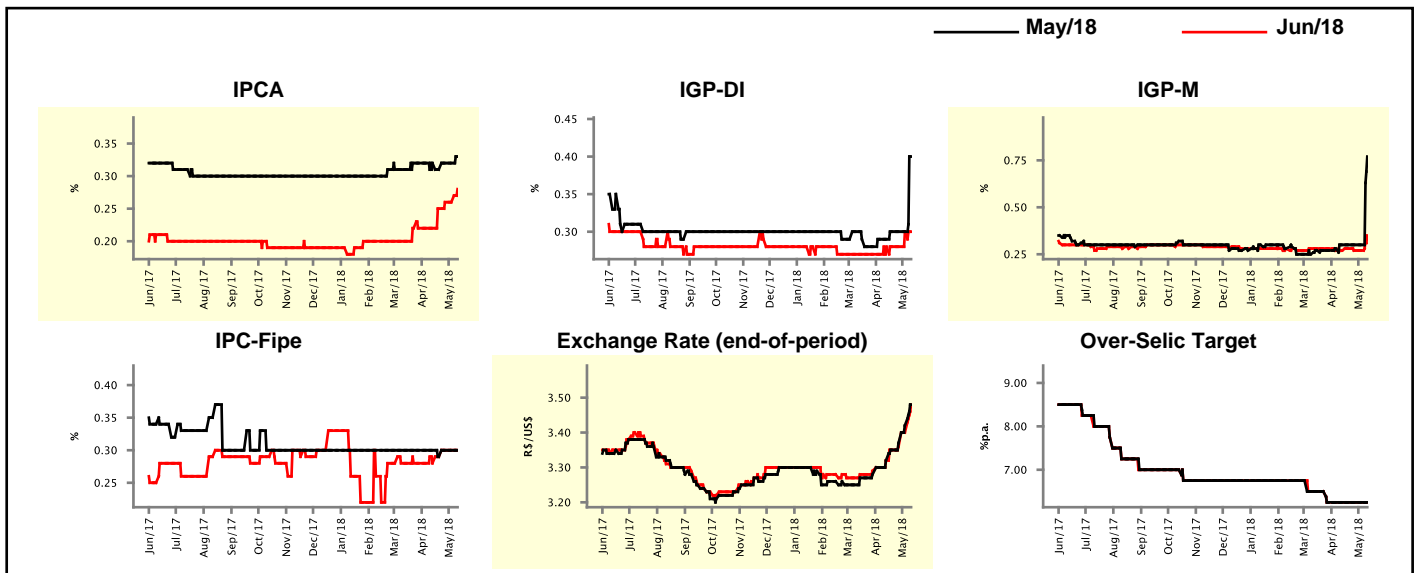 May/18 Jun/18
IPCA
0.35
0.30
0.25
0.20
%
Jun/17 Jul/17 Aug/17 Sep/17 Oct/17 Nov/17 Dec/17 Jan/18 Feb/18 Mar/18 Apr/18 May/18
IGP-DI
0.45
0.40
0.35
0.30
%
Jun/17 Jul/17 Aug/17 Sep/17 Oct/17 Nov/17 Dec/17 Jan/18 Feb/18 Mar/18 Apr/18 May/18
IGP-M
0.75
0.50
0.25
%
Jun/17 Jul/17 Aug/17 Sep/17 Oct/17 Nov/17 Dec/17 Jan/18 Feb/18 Mar/18 Apr/18 May/18
IPC-Fipe
0.40
0.35
0.30
0.25
%
Jun/17 Jul/17 Aug/17 Sep/17 Oct/17 Nov/17 Dec/17 Jan/18 Feb/18 Mar/18 Apr/18 May/18
Exchange Rate (end-of-period)
3.50
3.40
3.30
3.20
R$/US$
Jun/17 Jul/17 Aug/17 Sep/17 Oct/17 Nov/17 Dec/17 Jan/18 Feb/18 Mar/18 Apr/18 May/18
Over-Selic Target
9.00
8.00
7.00
%p.a.
Jun/17 Jul/17 Aug/17 Sep/17 Oct/17 Nov/17 Dec/17 Jan/18 Feb/18 Mar/18 Apr/18 May/18